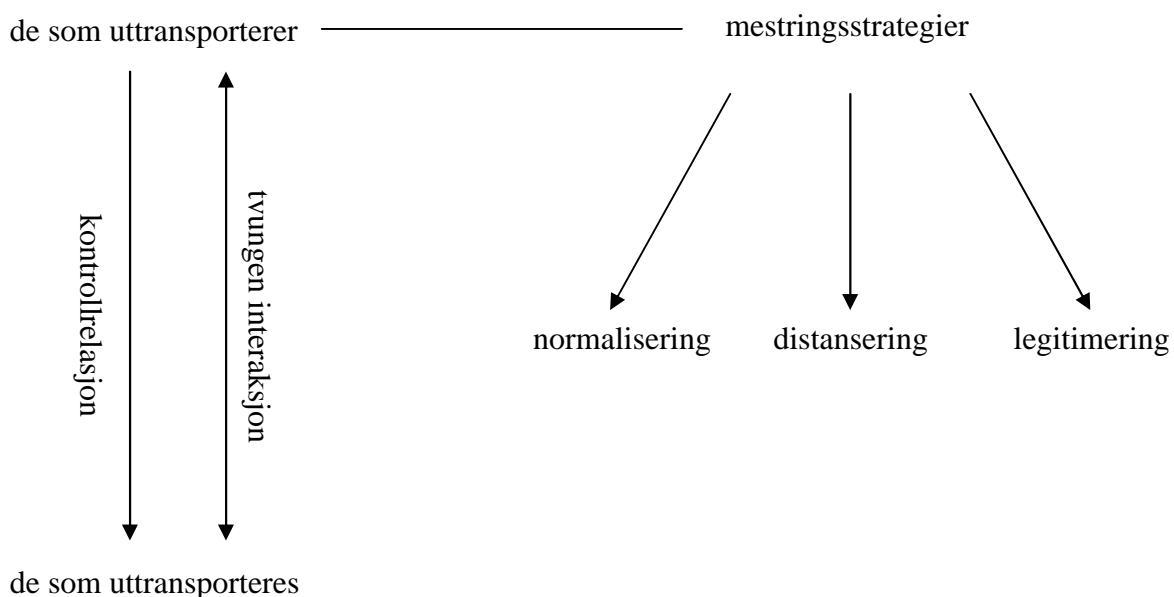 de som uttransporterer
mestringsstrategier
kontrollrelasjon
tvungen interaksjon
normalisering
distansering
legitimering
de som uttransporteres